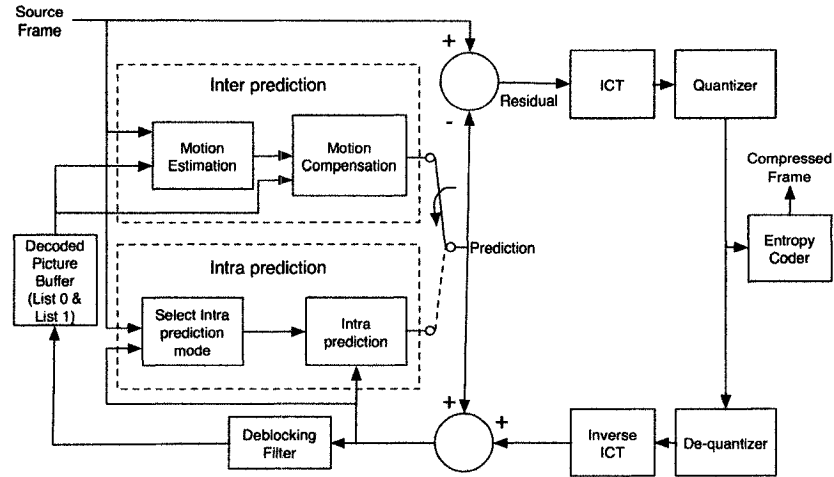 Source
Frame
+
Inter prediction
Residual
ICT
Quantizer
-
Motion
Estimation
Motion
Compensation
Compressed
Frame
Prediction
Entropy
Coder
Decoded
Picture
Buffer
(List 0 &
List 1)
Intra prediction
Select Intra
prediction
mode
Intra
prediction
+
+
Deblocking
Filter
Inverse
ICT
De-quantizer